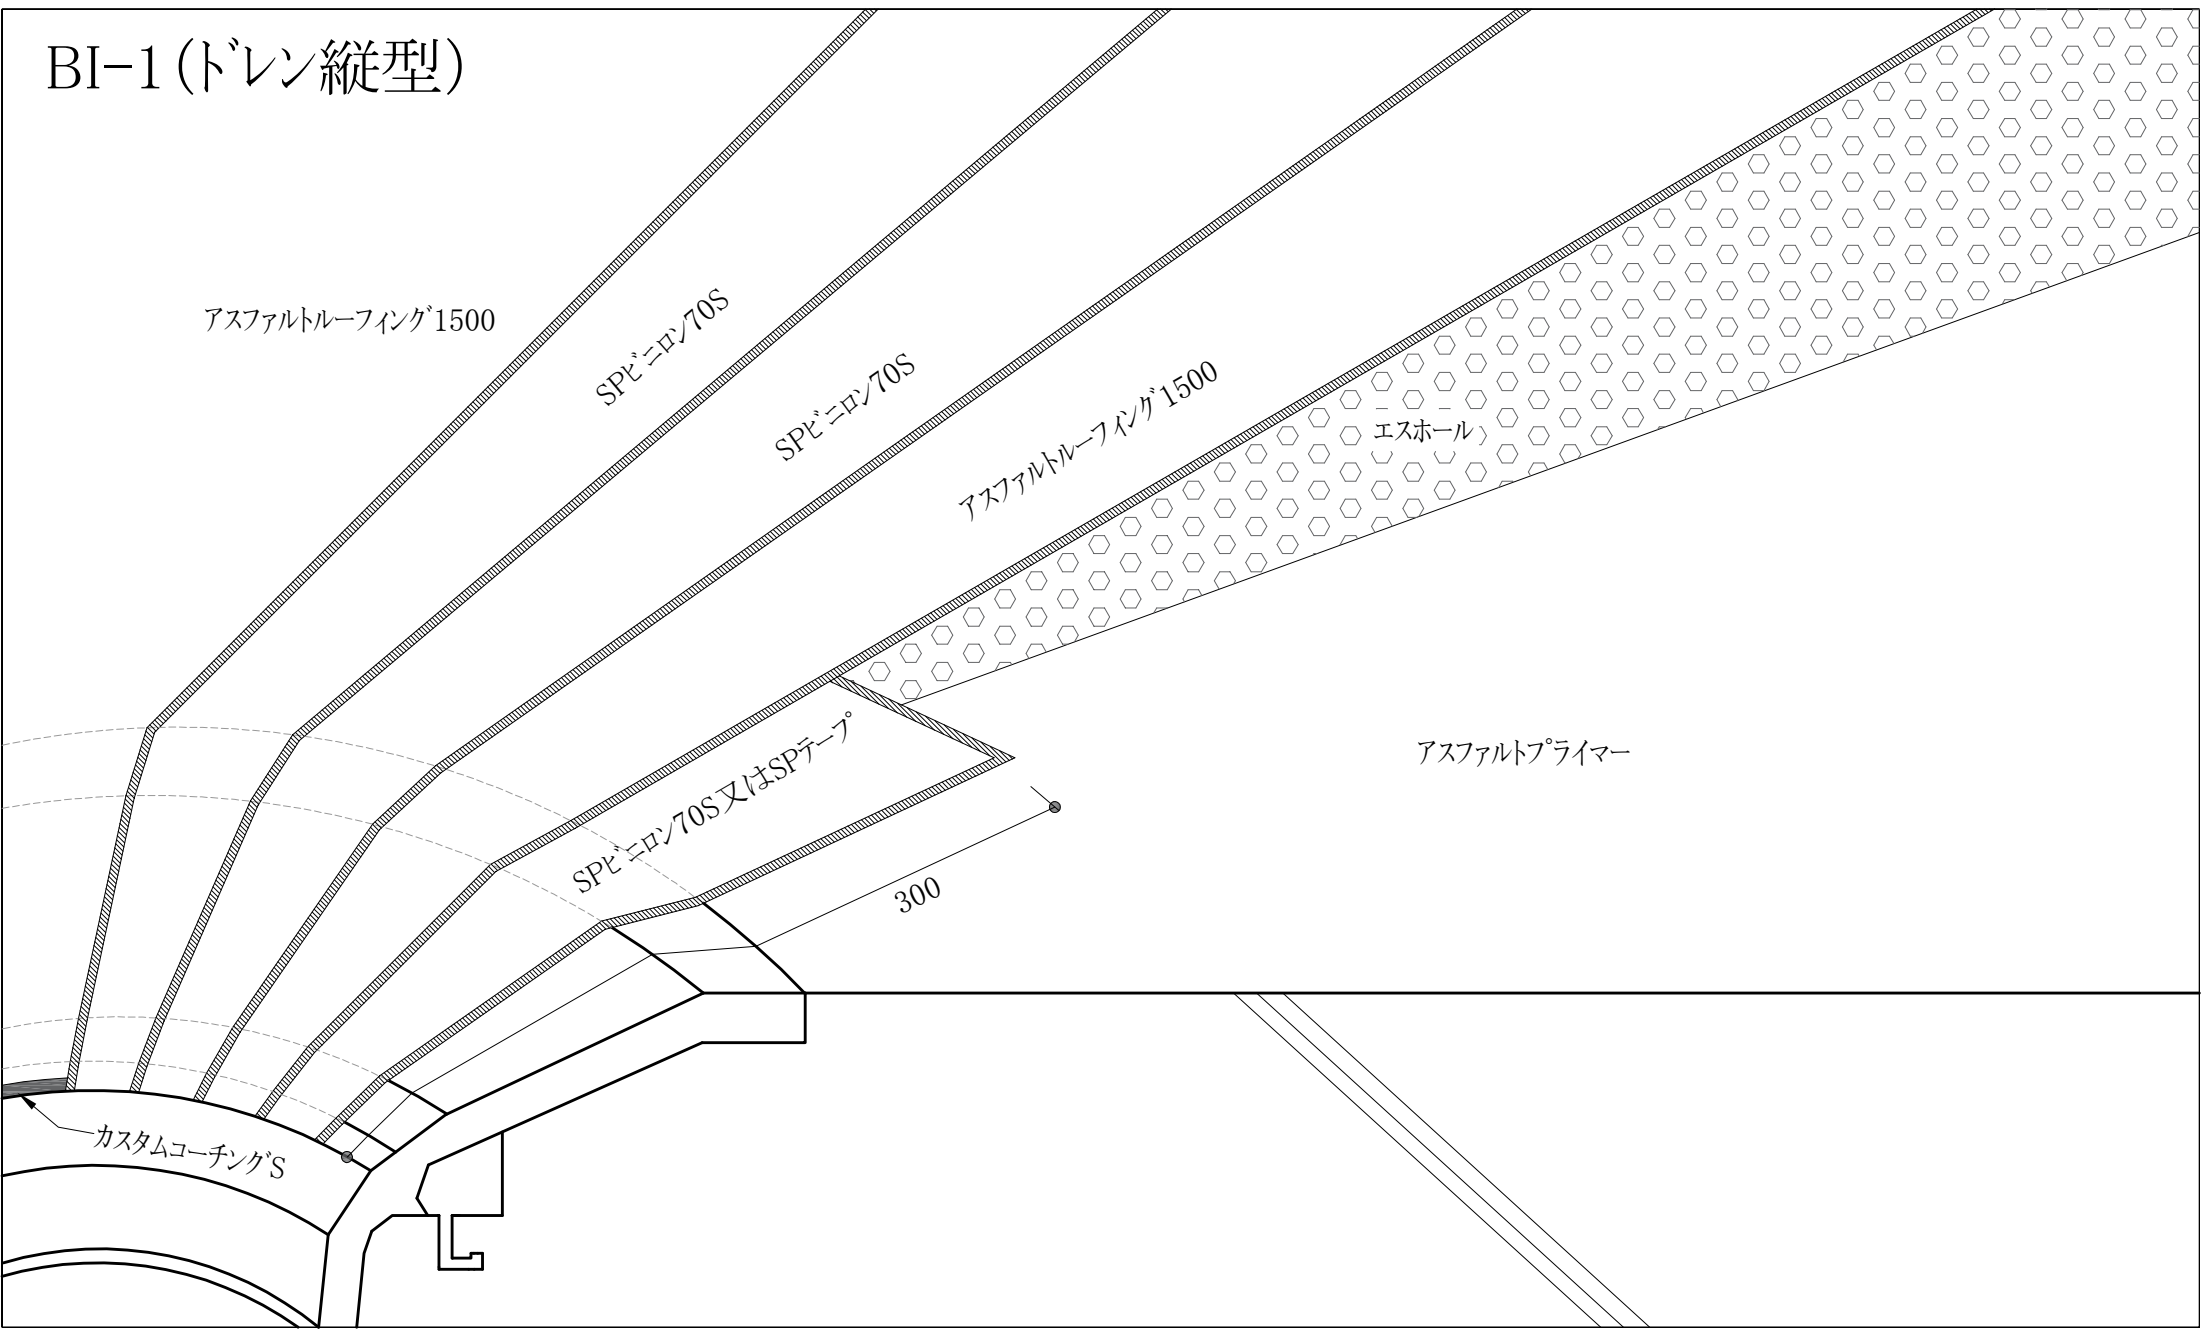 BI-1(ドレン縦型)
アスファルトルーフィング1500
SPビニロン70S
SPビニロン70S
アスファルトルーフィング1500
エスホール
SPビニロン70S又はSPテープ
アスファルトプライマー
300
カスタムコーチングS